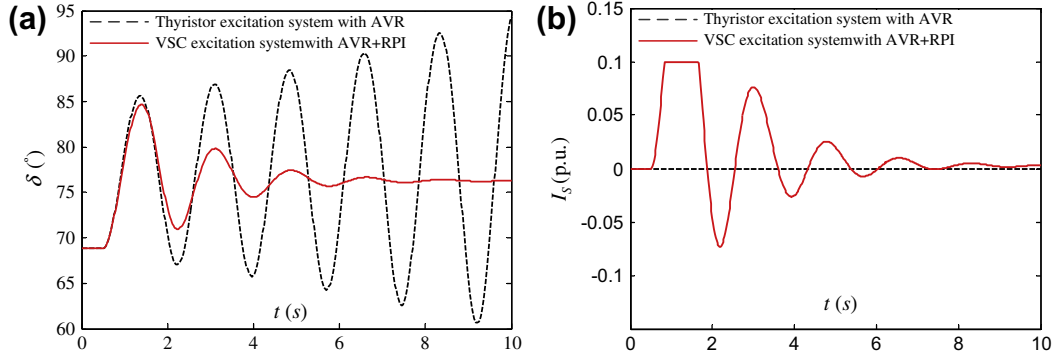 (a)
95
90
85
80
75
70
65
60
δ (°)
Thyristor excitation system with AVR
VSC excitation systemwith AVR+RPI
t (s)
0 2 4 6 8 10
(b)
0.15
0.1
0.05
0
-0.05
-0.1
I_S (p.u.)
Thyristor excitation system with AVR
VSC excitation systemwith AVR+RPI
t (s)
0 2 4 6 8 10